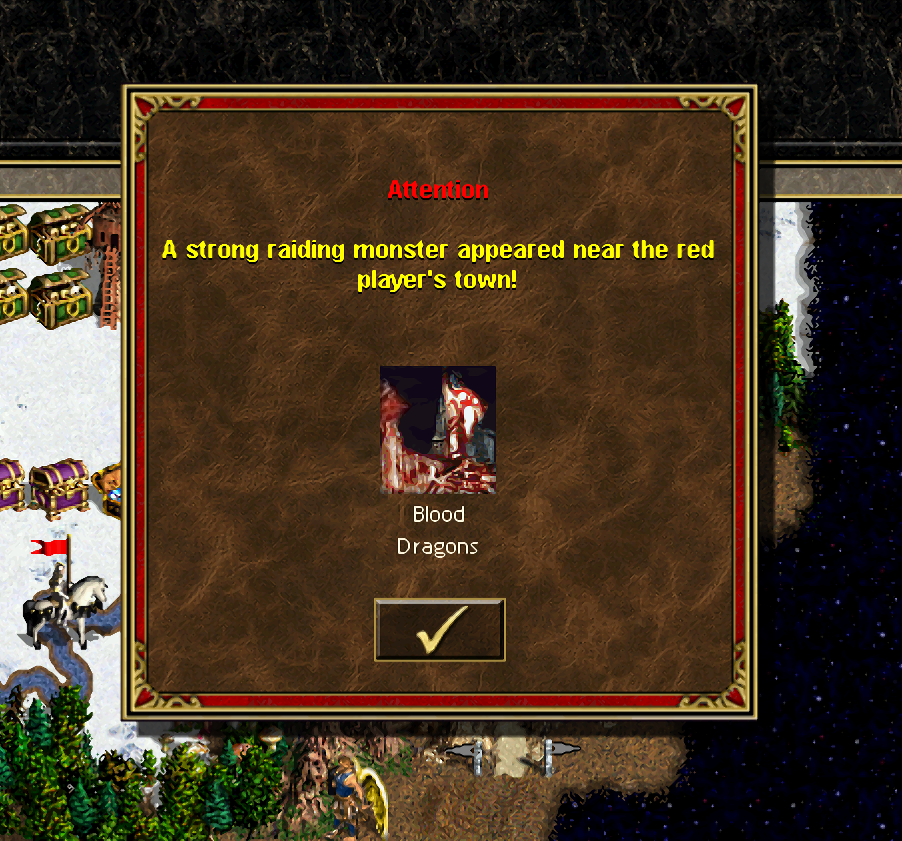 Attention
A strong raiding monster appeared near the red
player's town!
Blood
Dragons